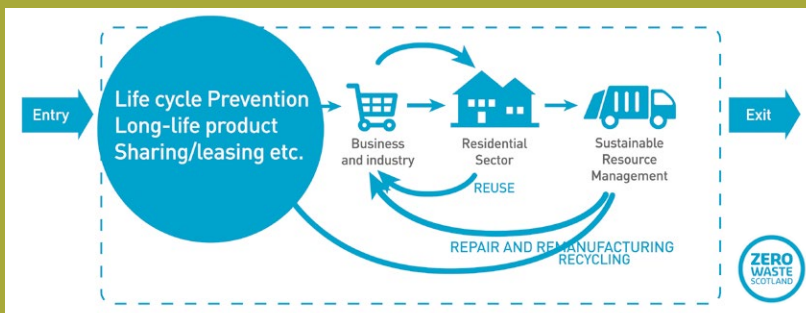 Entry
Life cycle Prevention
Long-life product
Sharing/leasing etc.
Business
and industry
Residential
Sector
Sustainable
Resource
Management
Exit
REUSE
REPAIR AND REMANUFACTURING
RECYCLING
ZERO
WASTE
SCOTLAND